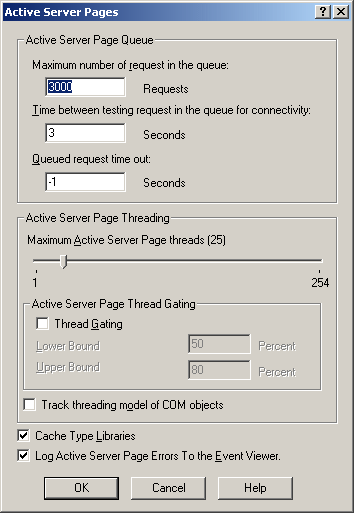 Active Server Pages
Active Server Page Queue
Maximum number of request in the queue:
3000 Requests
Time between testing request in the queue for connectivity:
3 Seconds
Queued request time out:
-1 Seconds
Active Server Page Threading
Maximum Active Server Page threads (25)
1 254
Active Server Page Thread Gating
Thread Gating
Lower Bound 50 Percent
Upper Bound 80 Percent
Track threading model of COM objects
Cache Type Libraries
Log Active Server Page Errors To the Event Viewer.
OK Cancel Help